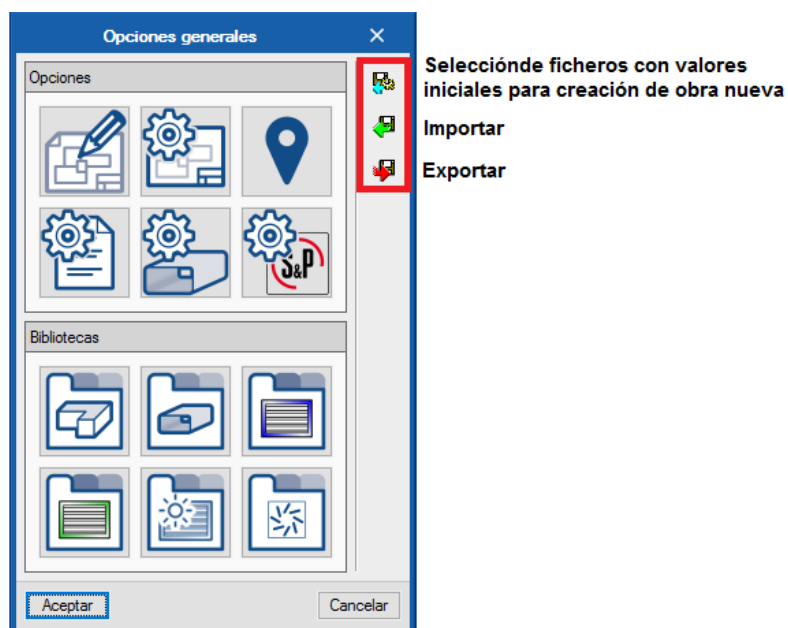 Opciones generales
Opciones
Selecciónde ficheros con valores
iniciales para creación de obra nueva
Importar
Exportar
S&P
Bibliotecas
Aceptar
Cancelar